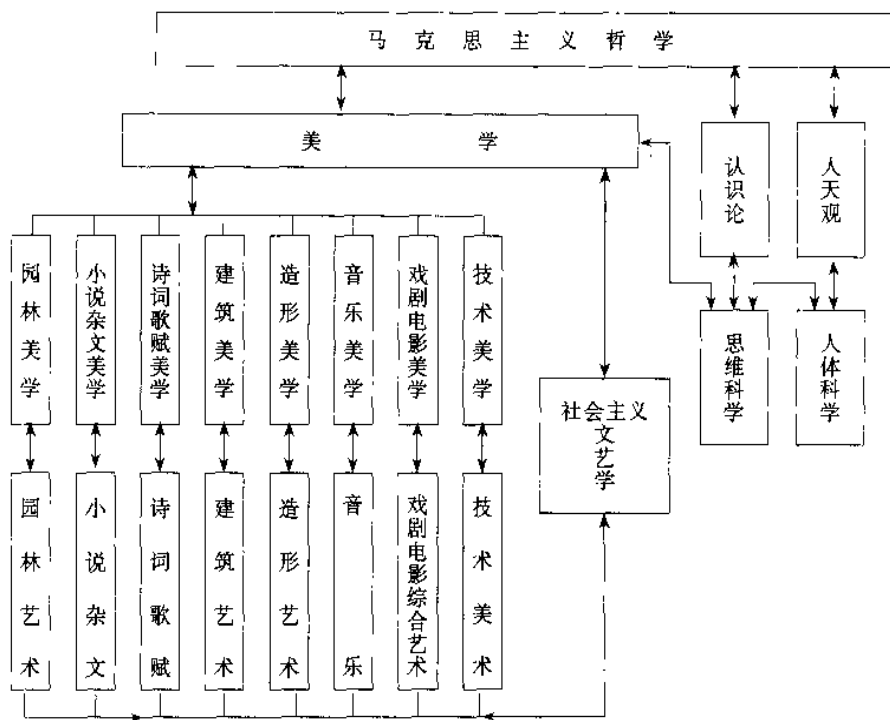 马克思主义哲学
美学
认识论
人天观
园林美学
小说杂文美学
诗词歌赋美学
建筑美学
造形美学
音乐美学
戏剧电影美学
技术美学
思维科学
人体科学
社会主义
文艺学
园林艺术
小说杂文
诗词歌赋
建筑艺术
造形艺术
音乐
戏剧电影综合艺术
技术美术